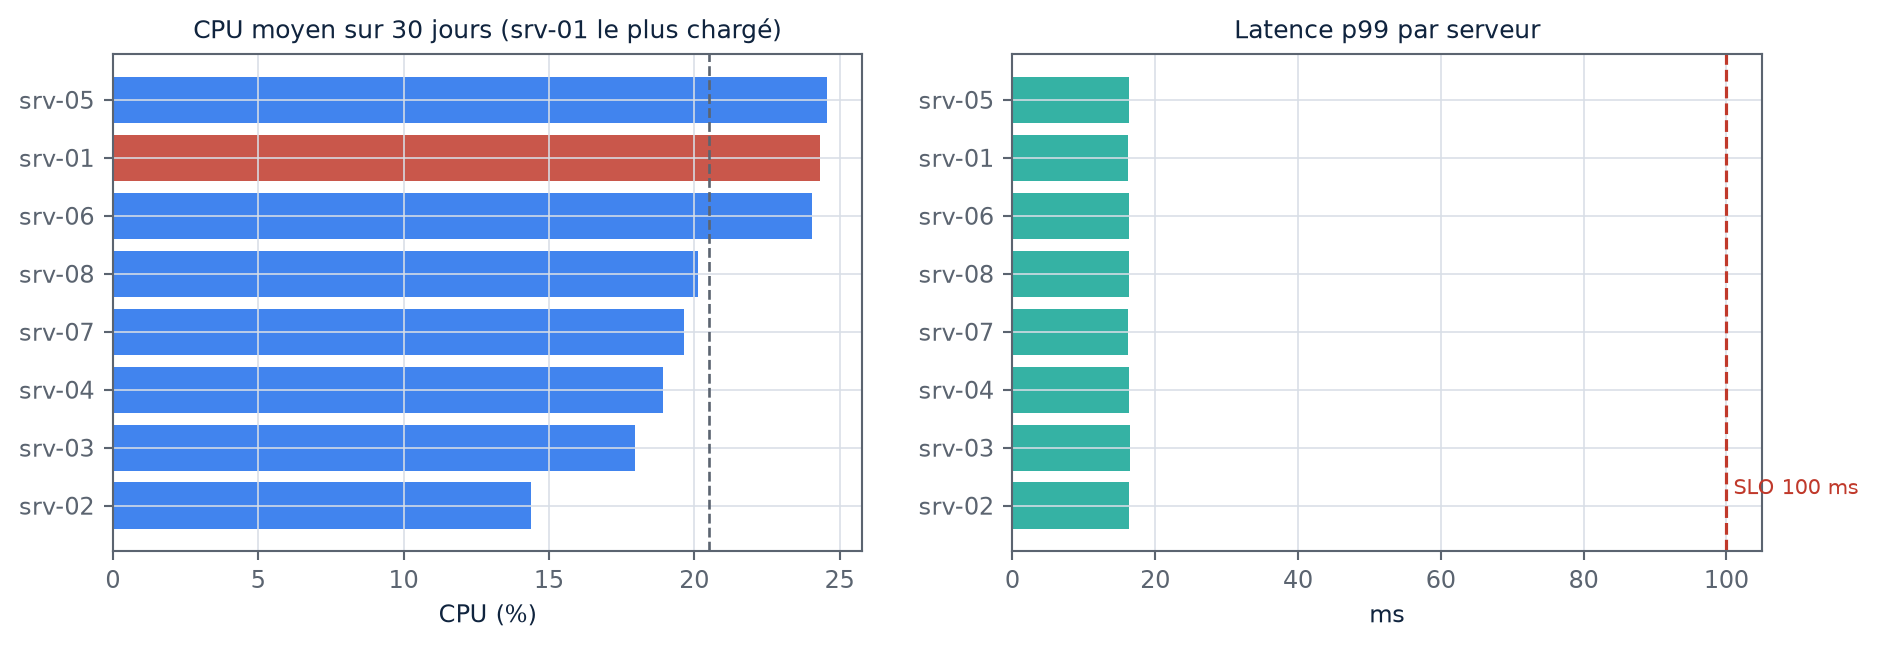 CPU moyen sur 30 jours (srv-01 le plus chargé)
srv-05
srv-01
srv-06
srv-08
srv-07
srv-04
srv-03
srv-02
0 5 10 15 20 25
CPU (%)
Latence p99 par serveur
srv-05
srv-01
srv-06
srv-08
srv-07
srv-04
srv-03
SLO 100 ms
srv-02
0 20 40 60 80 100
ms